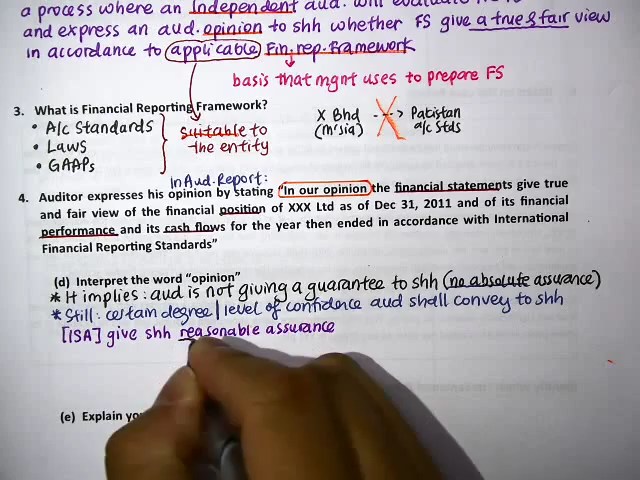 a process where an independent aud. will evaluate
and express an aud. opinion to shh whether FS give a true & fair view
in accordance to applicable Fin. rep. Framework
basis that mgnt uses to prepare FS
3. What is Financial Reporting Framework?
• A/c Standards
• Laws
• GAAPs
suitable to
the entity
X Bhd
(m'sia)
Pakistan
a/c stds
In Aud. Report:
4. Auditor expresses his opinion by stating "In our opinion the financial statements give true
and fair view of the financial position of XXX Ltd as of Dec 31, 2011 and of its financial
performance and its cash flows for the year then ended in accordance with International
Financial Reporting Standards"
(d) Interpret the word "opinion"
* It implies : aud is not giving a guarantee to shh (no absolute assurance)
* Still : certain degree / level of confidence aud shall convey to shh
[ISA] give shh reasonable assurance
(e) Explain